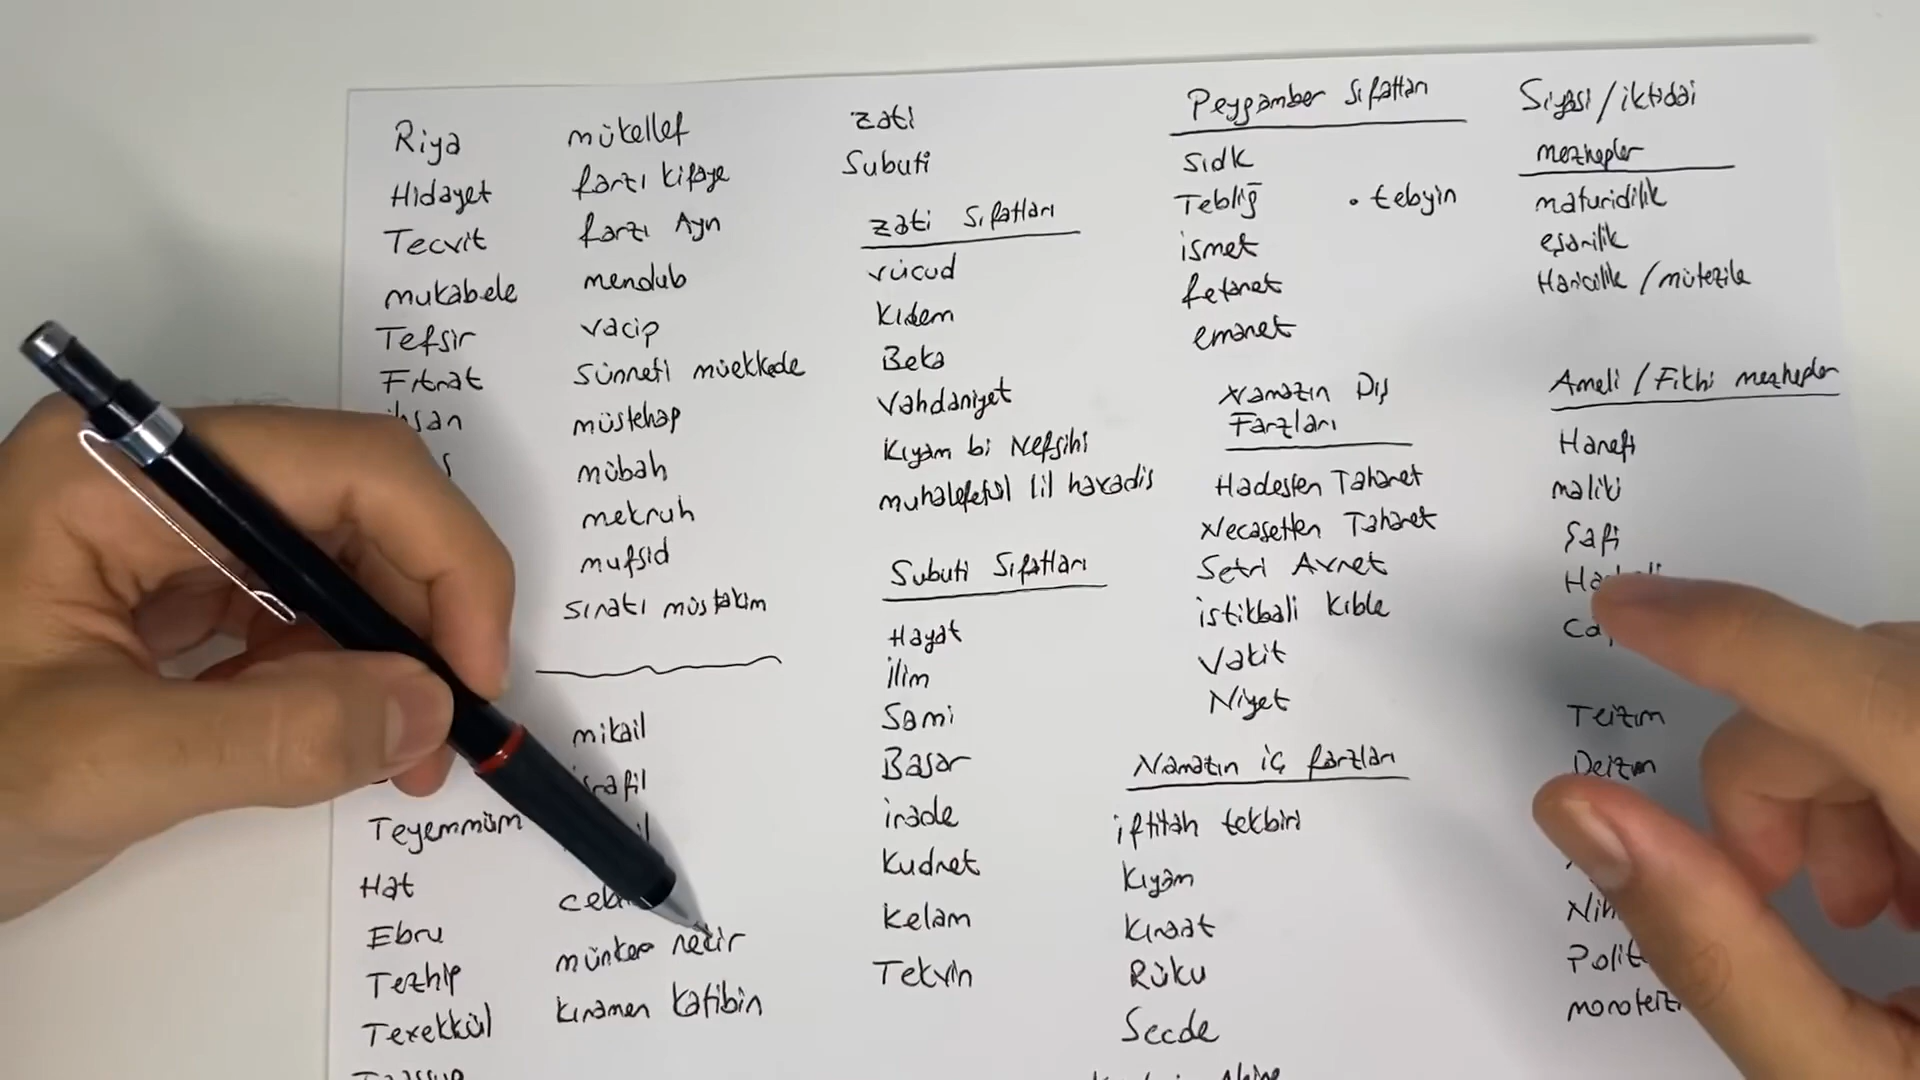 Riya
Hidayet
Tecvit
mukabele
Tefsir
Fıtrat
Teyemmüm
Hat
Ebru
Tezhip
Tevekkül
mükellef
farzı kifaye
farzı Ayn
mendub
vacip
Sünneti müekkede
müstehap
mübah
mekruh
mufsid
sıratı müstakim
mikail
münker nekir
kiramen katibin
zati
Subuti
zati Sıfatları
vücud
Kıdem
Beka
Vahdaniyet
Kıyam bi Nefsihi
muhalefetül lil havadis
Subuti Sıfatları
Hayat
ilim
Sami
Basar
irade
Kudret
Kelam
Tekvin
Peygamber Sıfatları
Sıdk
Tebliğ • tebyin
ismet
fetanet
emanet
Namazın Dış
Farzları
Hadesten Taharet
Necasetten Taharet
Setri Avret
istikbali Kıble
Vakit
Niyet
Namazın iç farzları
iftitah tekbiri
Kıyam
Kıraat
Rüku
Secde
Siyasi / iktidai
mezhepler
maturidilik
eşarilik
Haricilik / mütezile
Ameli / Fıkhi mezhepler
Hanefi
maliki
Şafi
Teizm
Deizm